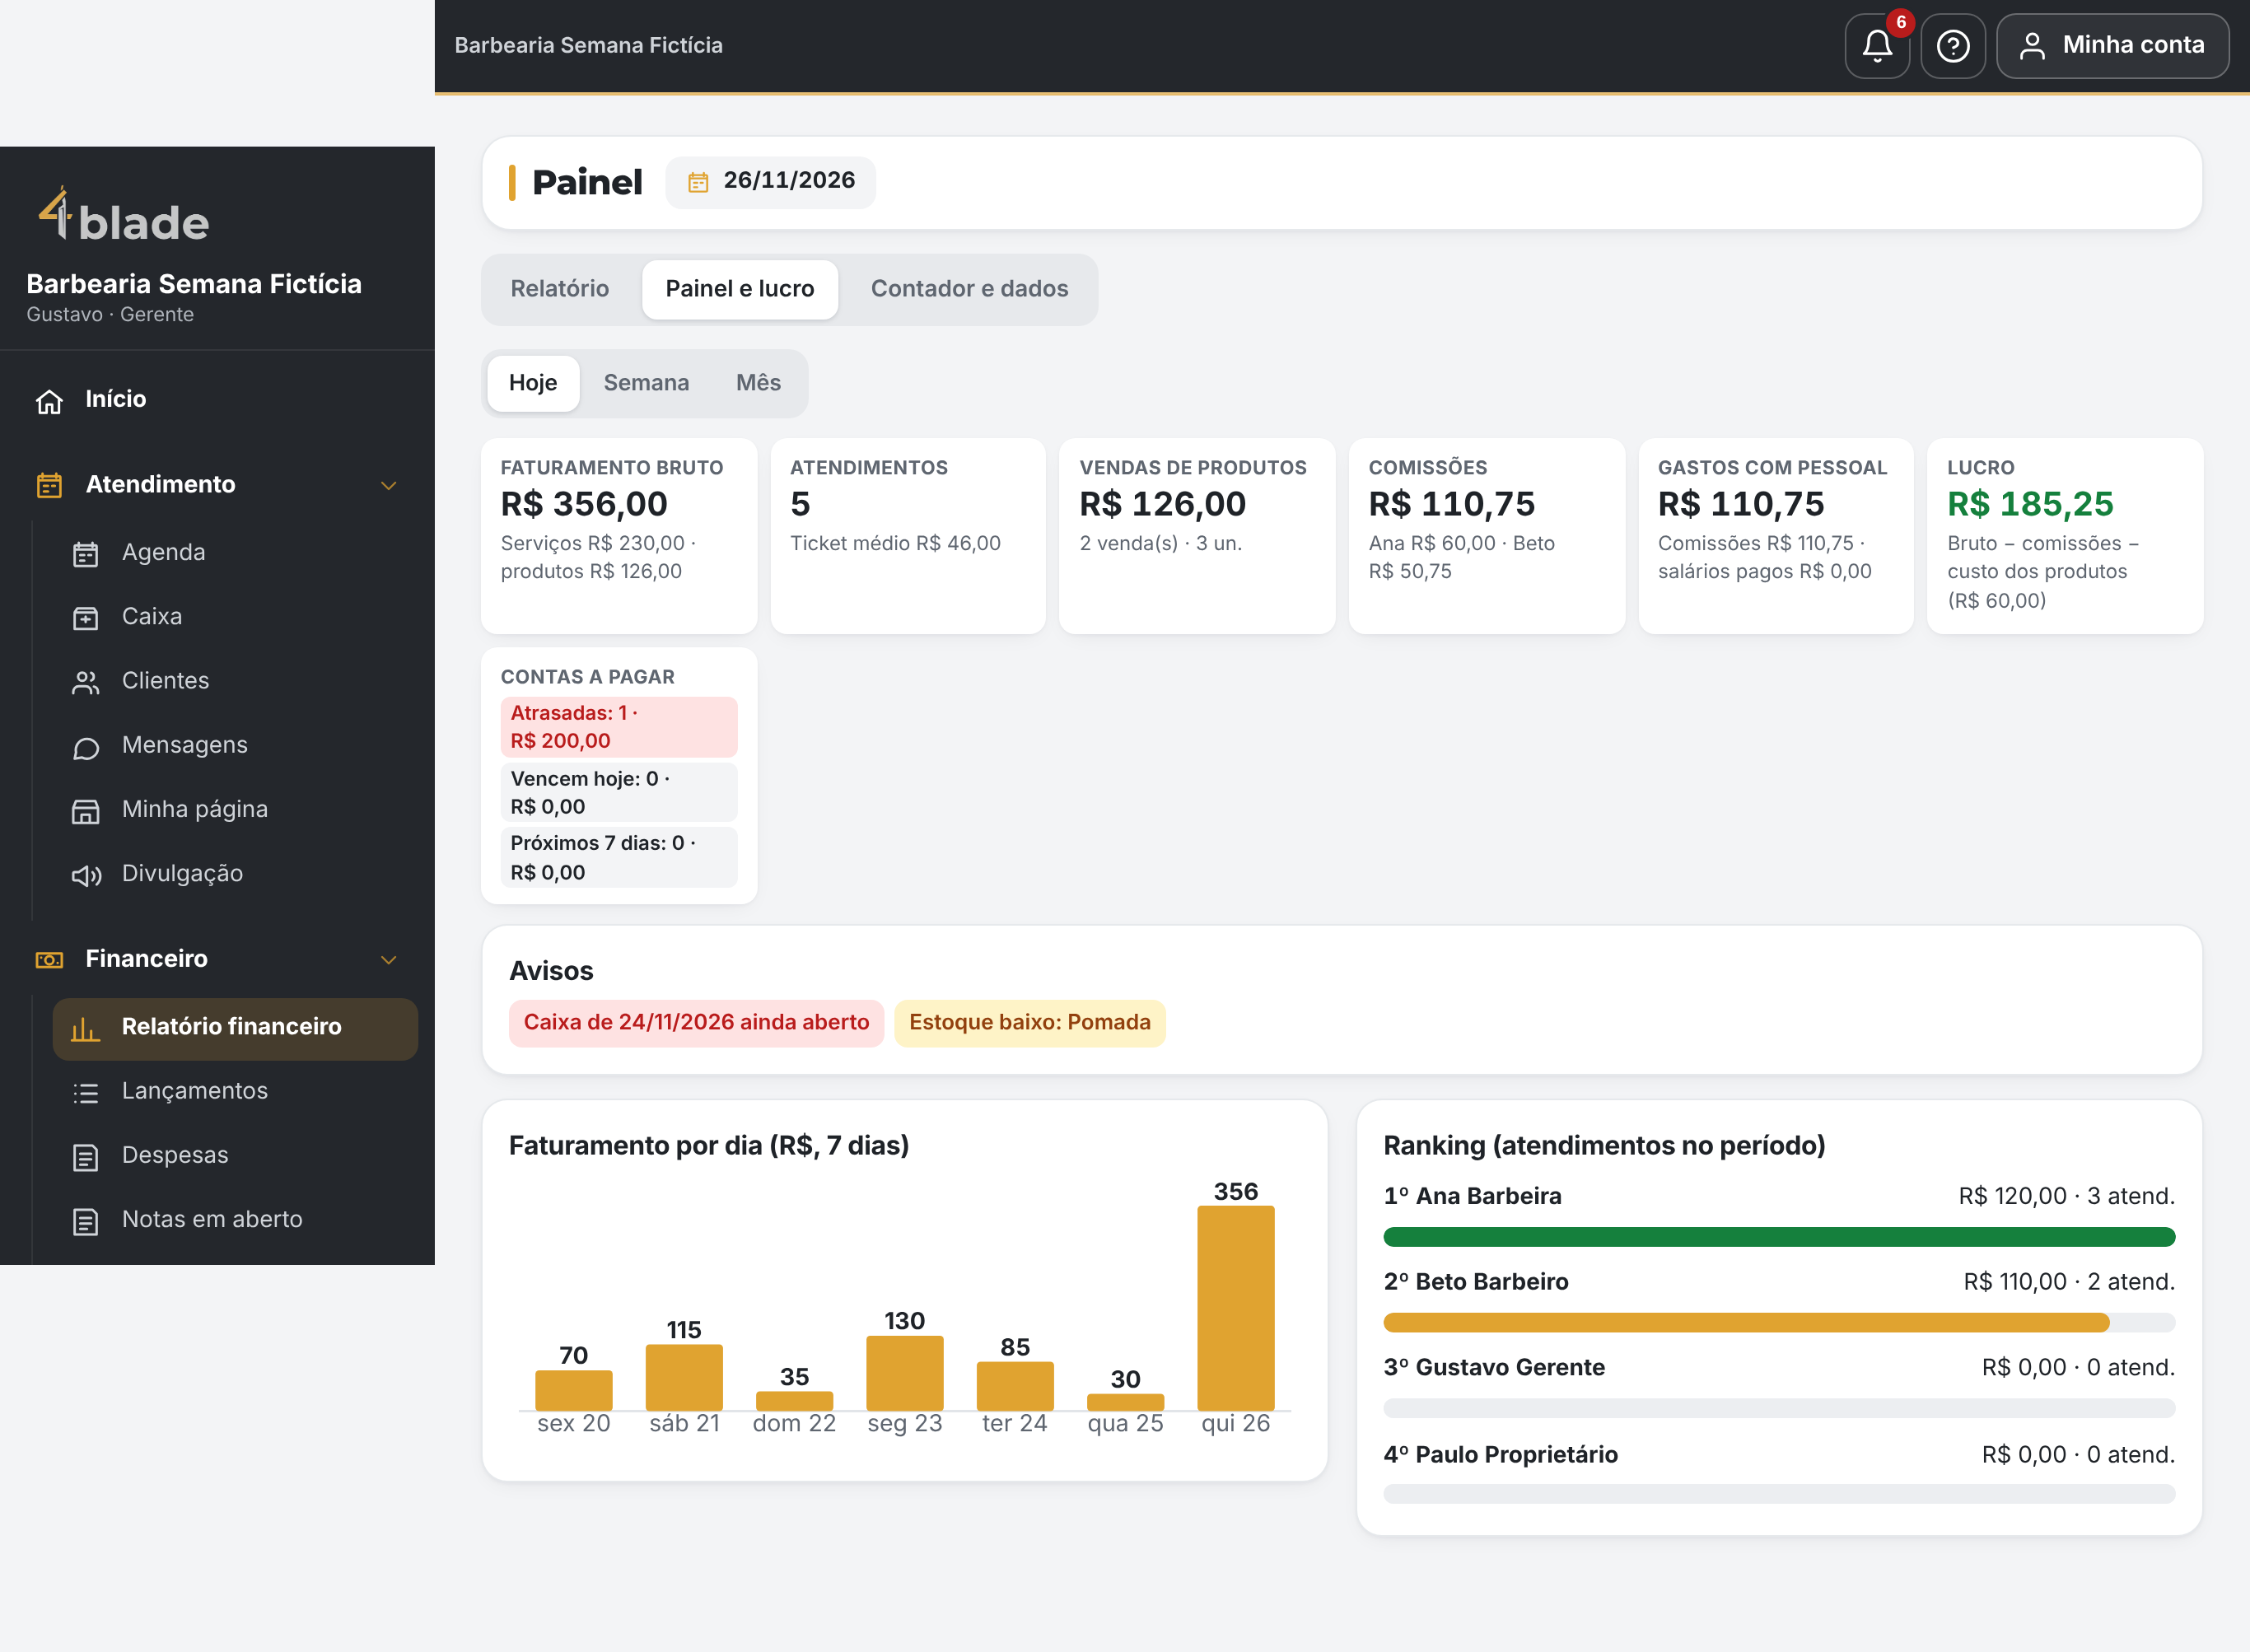 Barbearia Semana Fictícia
6
Minha conta
4blade
Barbearia Semana Fictícia
Gustavo · Gerente
Início
Atendimento
Agenda
Caixa
Clientes
Mensagens
Minha página
Divulgação
Financeiro
Relatório financeiro
Lançamentos
Despesas
Notas em aberto
Painel
26/11/2026
Relatório
Painel e lucro
Contador e dados
Hoje
Semana
Mês
FATURAMENTO BRUTO
R$ 356,00
Serviços R$ 230,00 ·
produtos R$ 126,00
ATENDIMENTOS
5
Ticket médio R$ 46,00
VENDAS DE PRODUTOS
R$ 126,00
2 venda(s) · 3 un.
COMISSÕES
R$ 110,75
Ana R$ 60,00 · Beto
R$ 50,75
GASTOS COM PESSOAL
R$ 110,75
Comissões R$ 110,75 ·
salários pagos R$ 0,00
LUCRO
R$ 185,25
Bruto – comissões –
custo dos produtos
(R$ 60,00)
CONTAS A PAGAR
Atrasadas: 1 ·
R$ 200,00
Vencem hoje: 0 ·
R$ 0,00
Próximos 7 dias: 0 ·
R$ 0,00
Avisos
Caixa de 24/11/2026 ainda aberto
Estoque baixo: Pomada
Faturamento por dia (R$, 7 dias)
70
115
35
130
85
30
356
sex 20
sáb 21
dom 22
seg 23
ter 24
qua 25
qui 26
Ranking (atendimentos no período)
1º Ana Barbeira
R$ 120,00 · 3 atend.
2º Beto Barbeiro
R$ 110,00 · 2 atend.
3º Gustavo Gerente
R$ 0,00 · 0 atend.
4º Paulo Proprietário
R$ 0,00 · 0 atend.